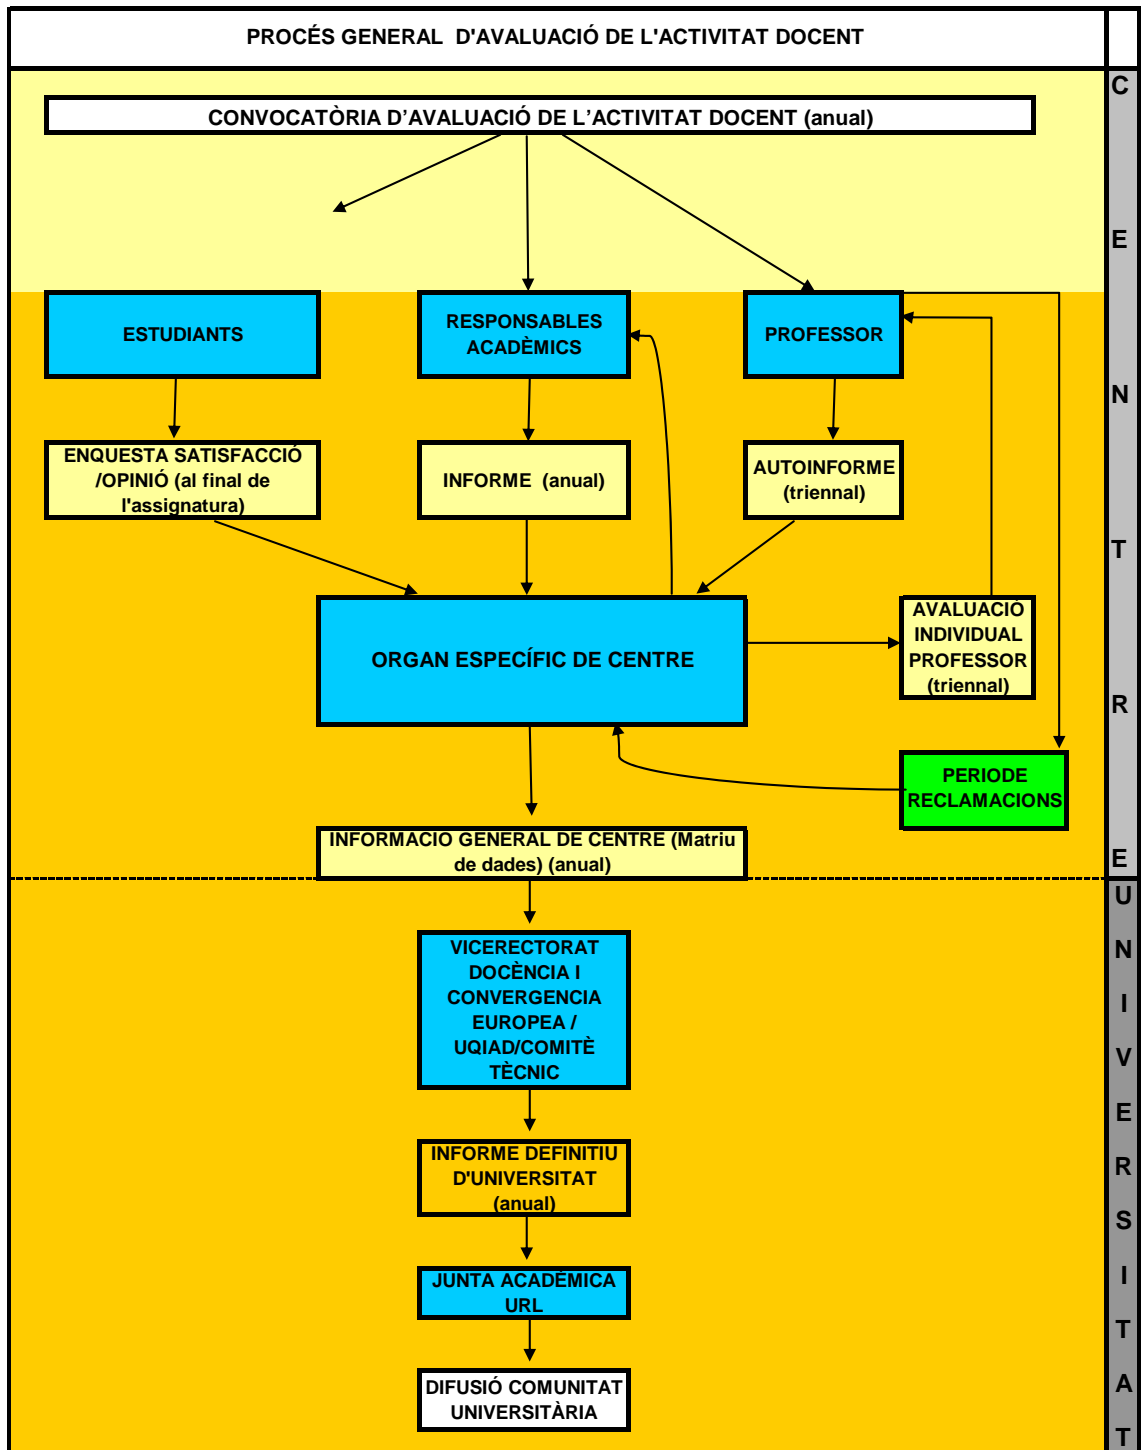 PROCÉS GENERAL D'AVALUACIÓ DE L'ACTIVITAT DOCENT
CONVOCATÒRIA D’AVALUACIÓ DE L’ACTIVITAT DOCENT (anual)
ESTUDIANTS
RESPONSABLES
ACADÈMICS
PROFESSOR
ENQUESTA SATISFACCIÓ
/OPINIÓ (al final de
l'assignatura)
INFORME (anual)
AUTOINFORME
(triennal)
ORGAN ESPECÍFIC DE CENTRE
AVALUACIÓ
INDIVIDUAL
PROFESSOR
(triennal)
PERIODE
RECLAMACIONS
INFORMACIO GENERAL DE CENTRE (Matriu
de dades) (anual)
VICERECTORAT
DOCÈNCIA I
CONVERGENCIA
EUROPEA /
UQIAD/COMITÈ
TÈCNIC
INFORME DEFINITIU
D'UNIVERSITAT
(anual)
JUNTA ACADÈMICA
URL
DIFUSIÓ COMUNITAT
UNIVERSITÀRIA
C
E
N
T
R
E
U
N
I
V
E
R
S
I
T
A
T